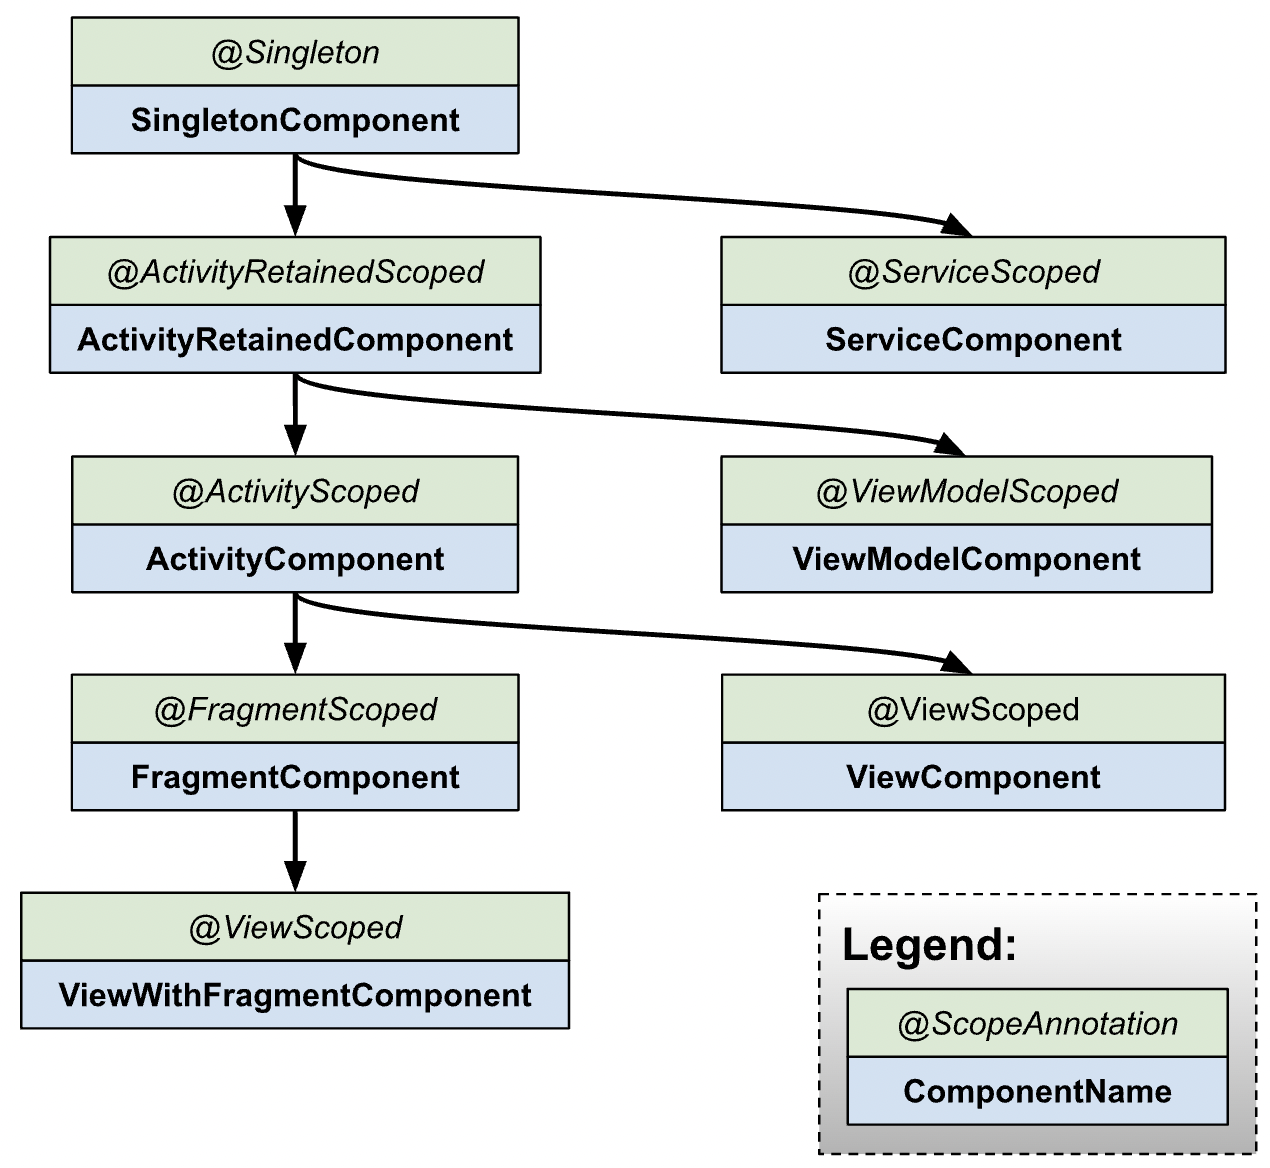 @Singleton
SingletonComponent
@ActivityRetainedScoped
ActivityRetainedComponent
@ServiceScoped
ServiceComponent
@ActivityScoped
ActivityComponent
@ViewModelScoped
ViewModelComponent
@FragmentScoped
FragmentComponent
@ViewScoped
ViewComponent
@ViewScoped
ViewWithFragmentComponent
Legend:
@ScopeAnnotation
ComponentName